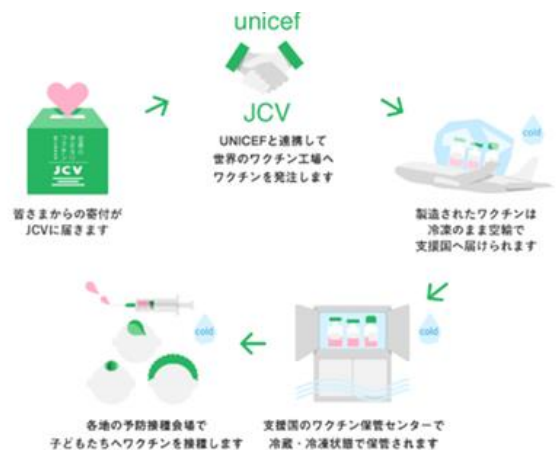 unicef
JCV
UNICEFと連携して
世界のワクチン工場へ
ワクチンを発注します
JCV
皆さまからの寄付が
JCVに届きます
cold
製造されたワクチンは
冷凍のまま空輸で
支援国へ届けられます
cold
支援国のワクチン保管センターで
冷蔵・冷凍状態で保管されます
cold
各地の予防接種会場で
子どもたちへワクチンを接種します